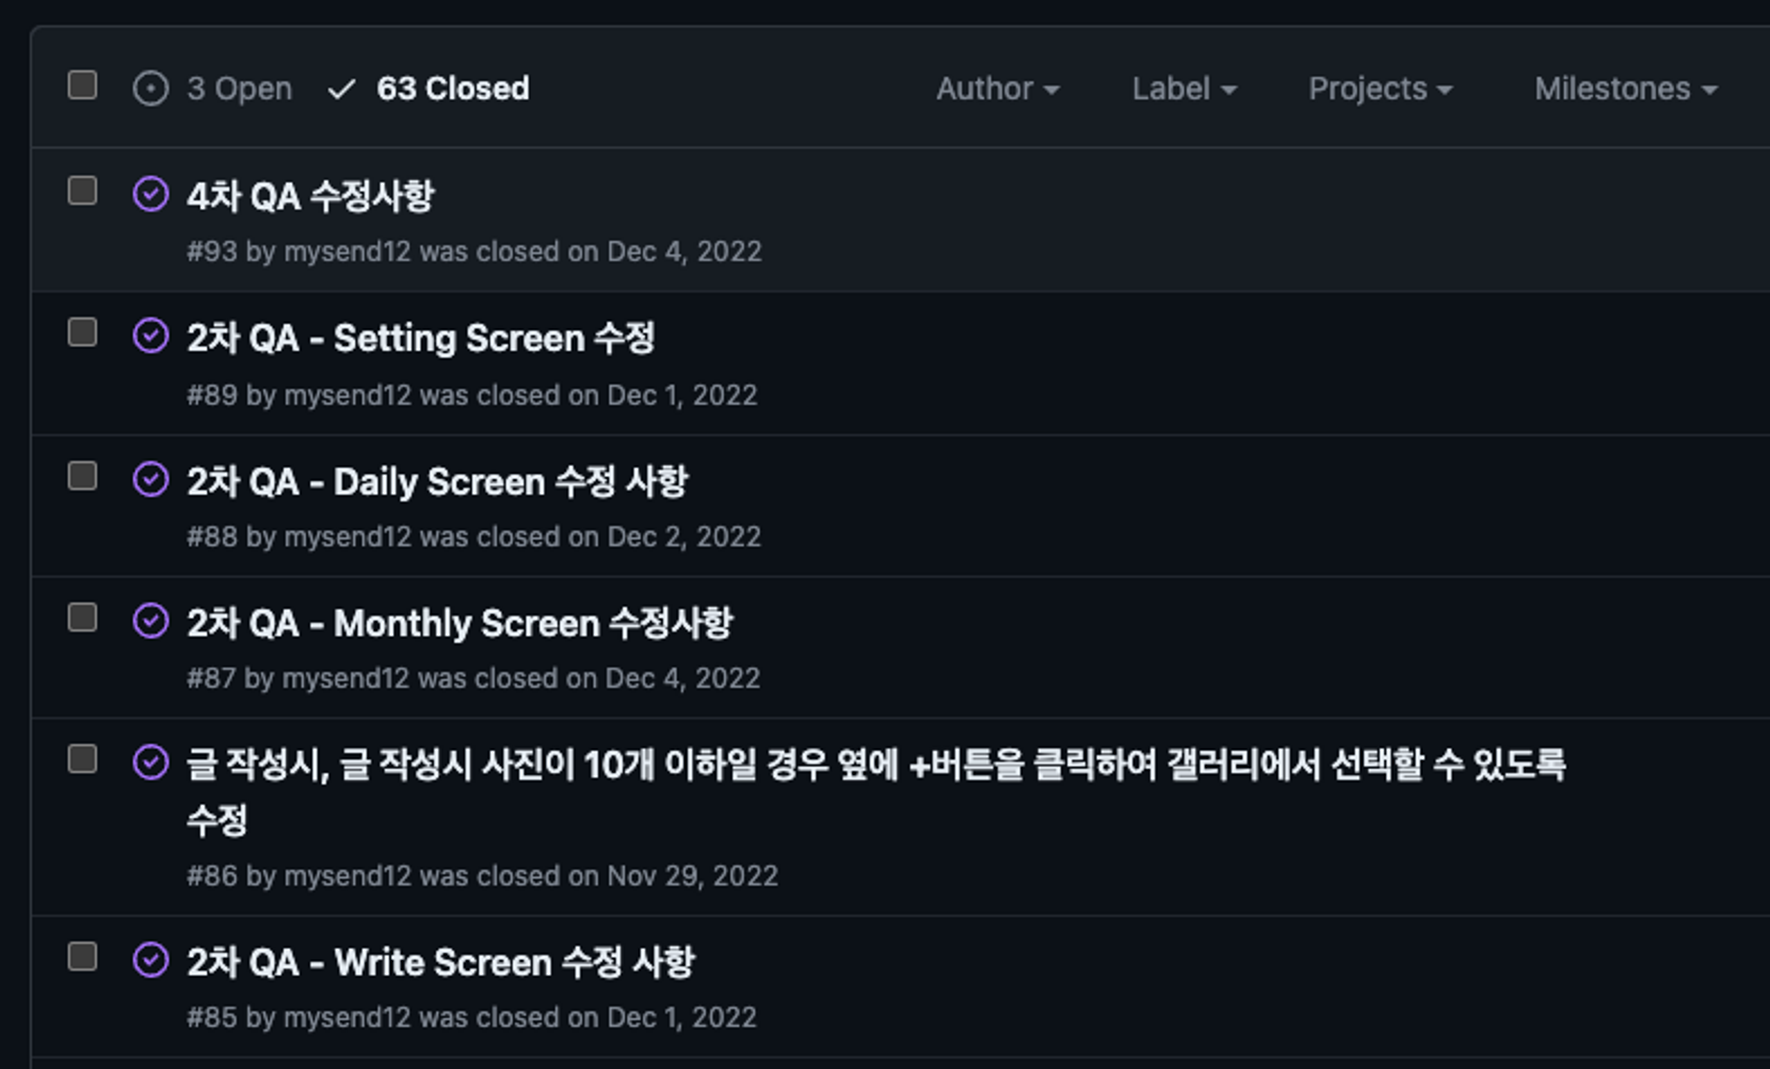 3 Open 63 Closed Author Label Projects Milestones
4차 QA 수정사항
#93 by mysend12 was closed on Dec 4, 2022
2차 QA - Setting Screen 수정
#89 by mysend12 was closed on Dec 1, 2022
2차 QA - Daily Screen 수정 사항
#88 by mysend12 was closed on Dec 2, 2022
2차 QA - Monthly Screen 수정사항
#87 by mysend12 was closed on Dec 4, 2022
글 작성시, 글 작성시 사진이 10개 이하일 경우 옆에 +버튼을 클릭하여 갤러리에서 선택할 수 있도록
수정
#86 by mysend12 was closed on Nov 29, 2022
2차 QA - Write Screen 수정 사항
#85 by mysend12 was closed on Dec 1, 2022